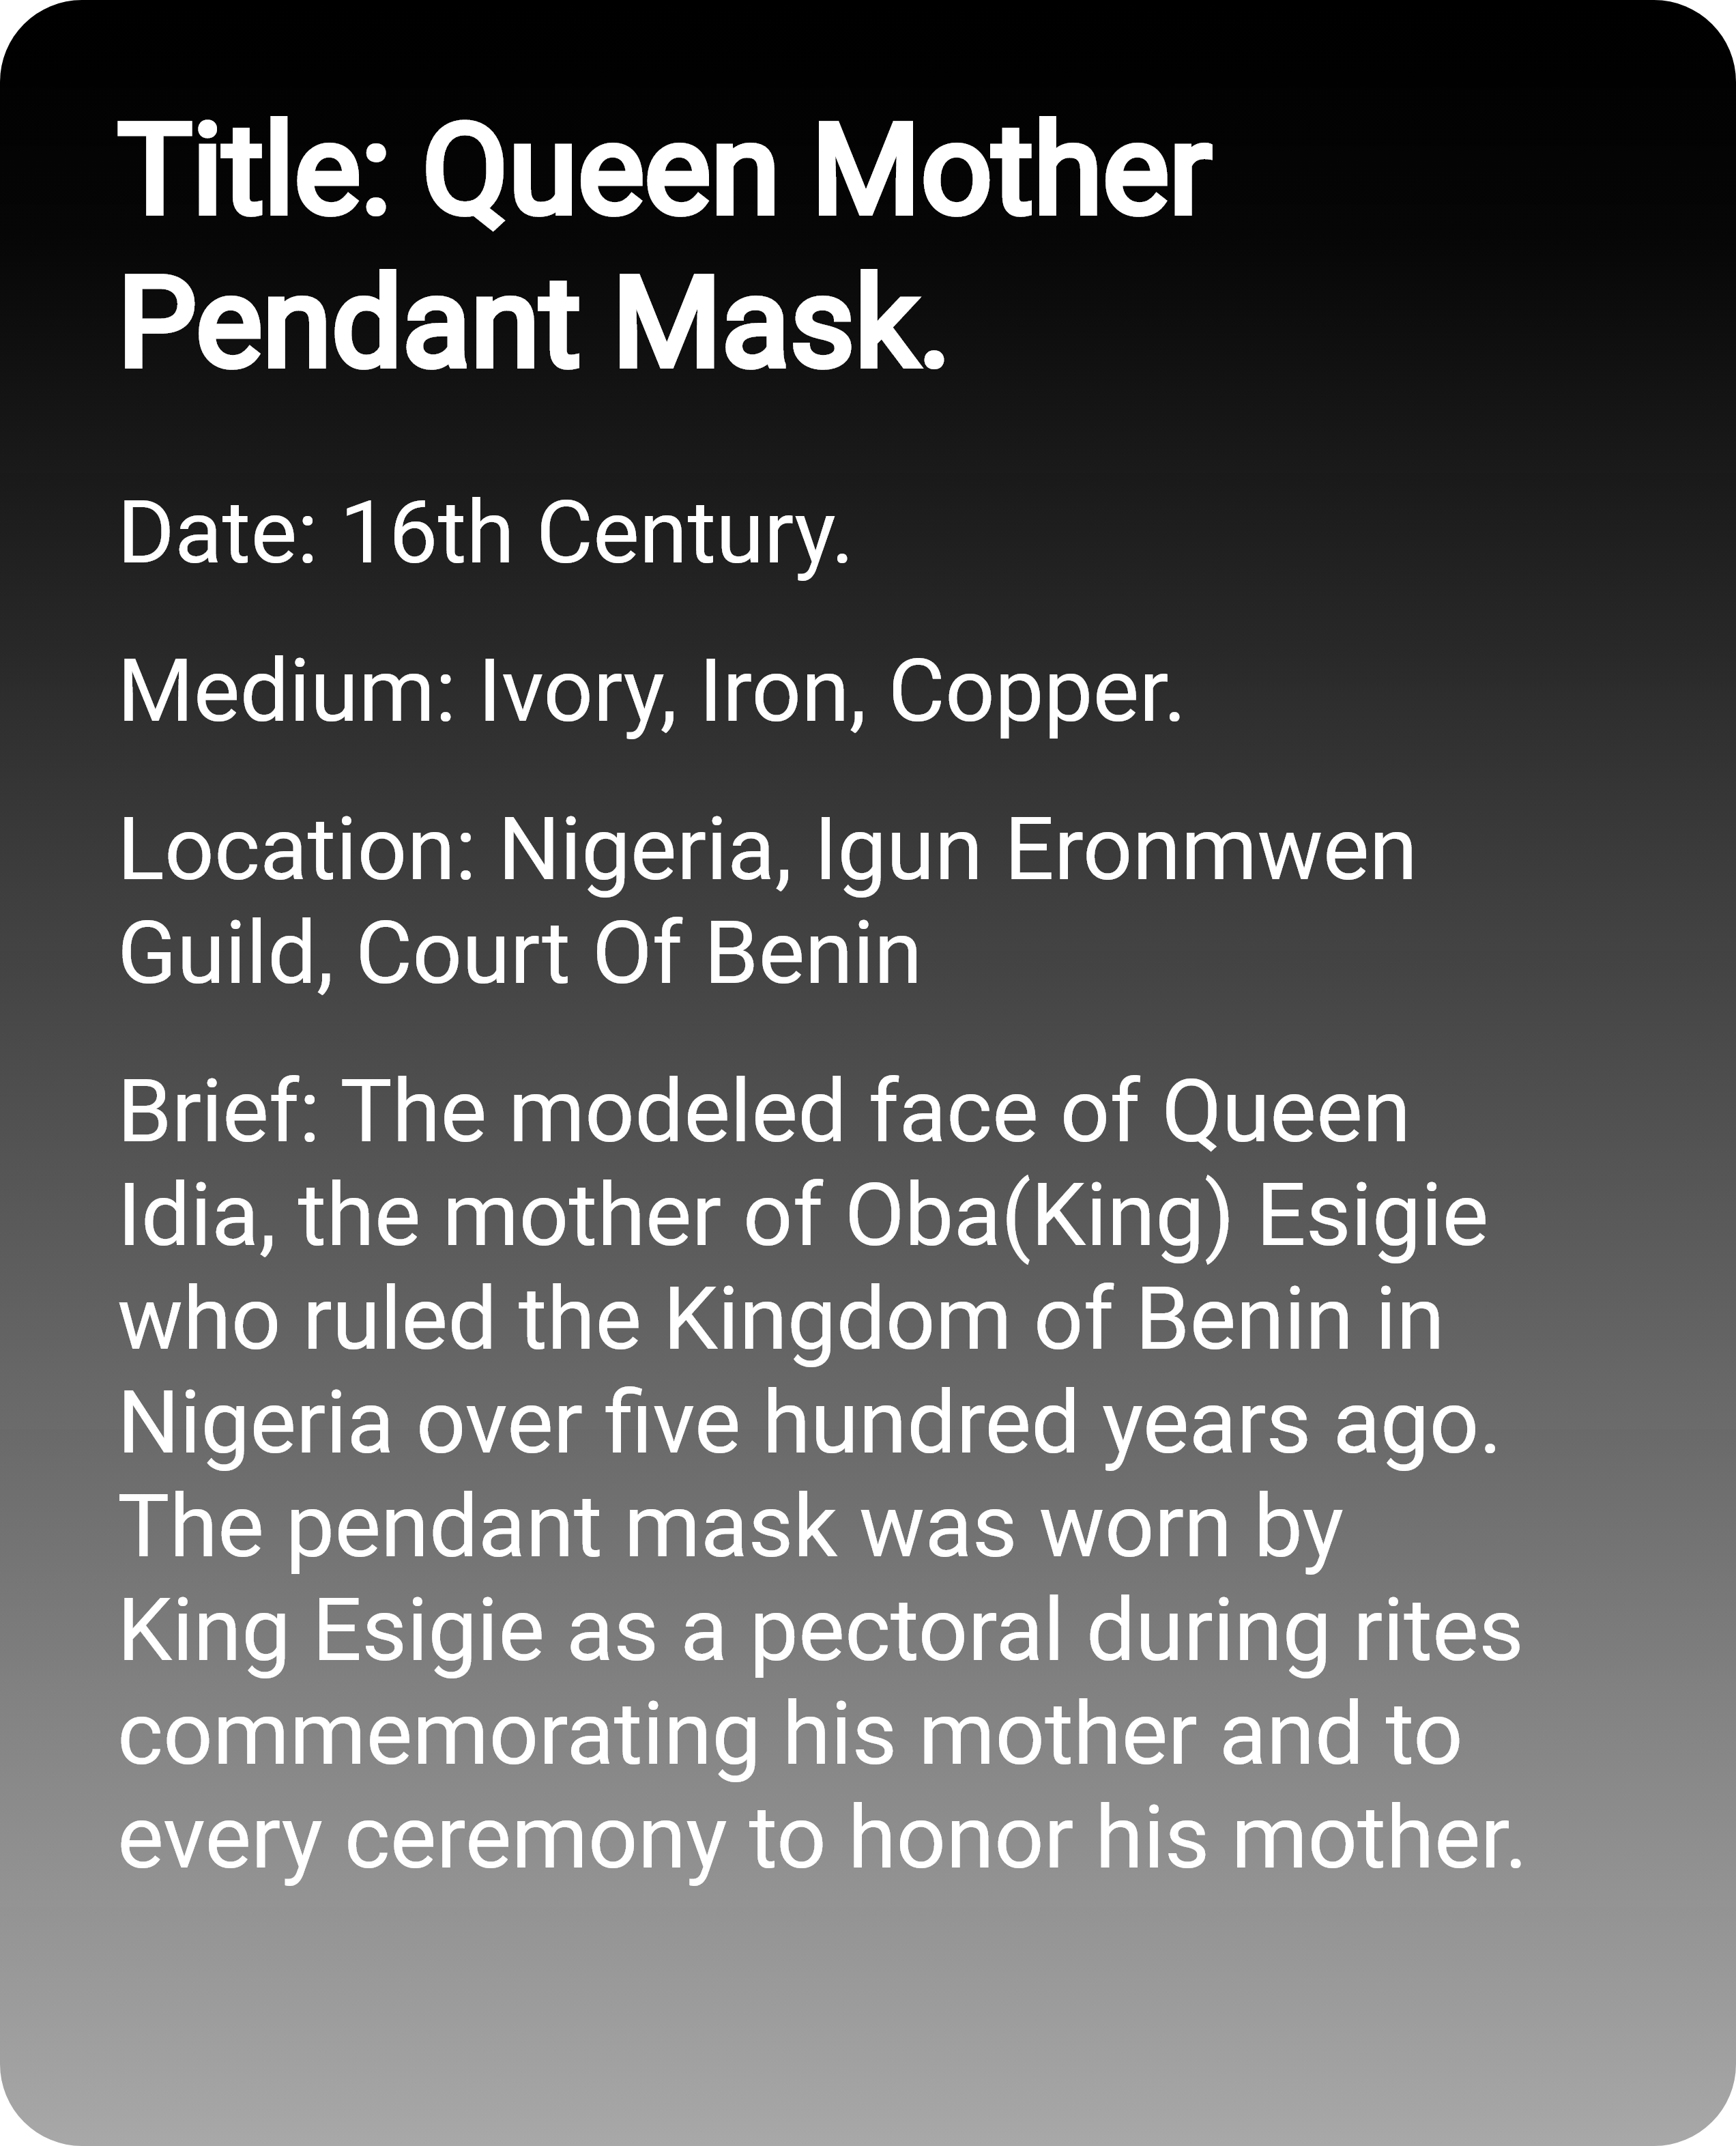 Title: Queen Mother
Pendant Mask.
Date: 16th Century.
Medium: Ivory, Iron, Copper.
Location: Nigeria, Igun Eronmwen
Guild, Court Of Benin
Brief: The modeled face of Queen
Idia, the mother of Oba(King) Esigie
who ruled the Kingdom of Benin in
Nigeria over five hundred years ago.
The pendant mask was worn by
King Esigie as a pectoral during rites
commemorating his mother and to
every ceremony to honor his mother.